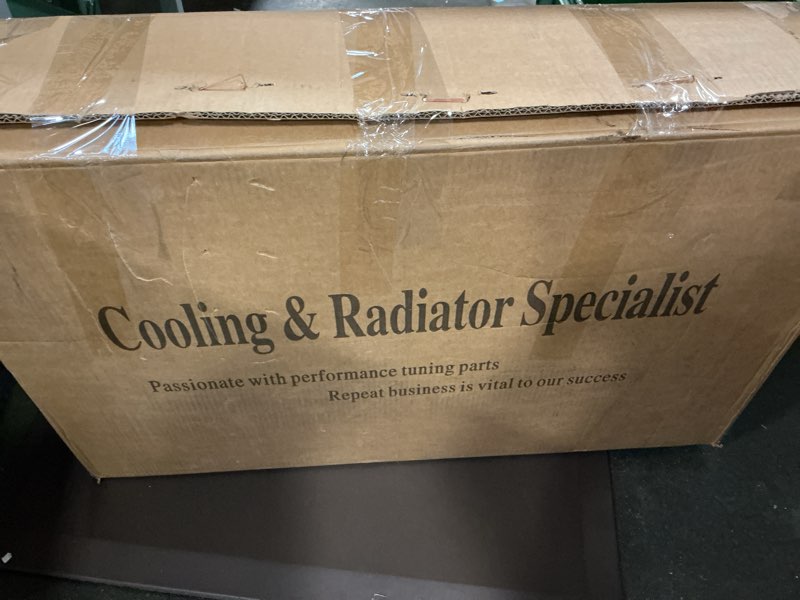 Cooling & Radiator Specialist
Passionate with performance tuning parts
Repeat business is vital to our success